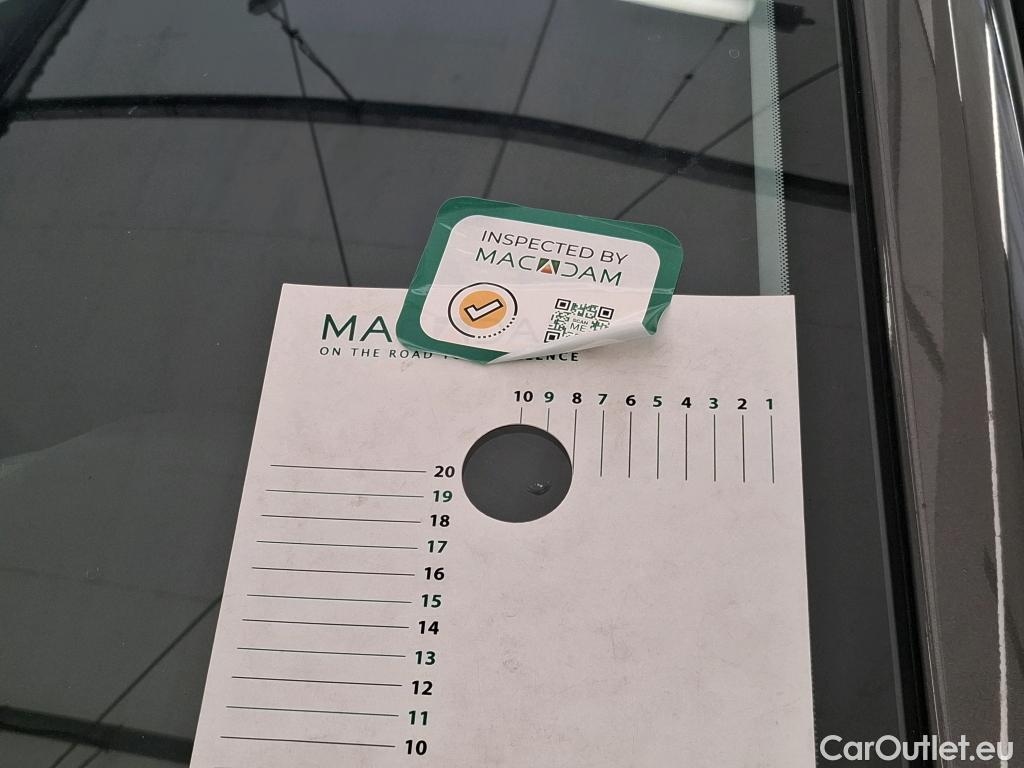 INSPECTED BY
MACADAM
SCAN
ME
MA
ON THE ROAD
10 9 8 7 6 5 4 3 2 1
20
19
18
17
16
15
14
13
12
11
10
CarOutlet.eu